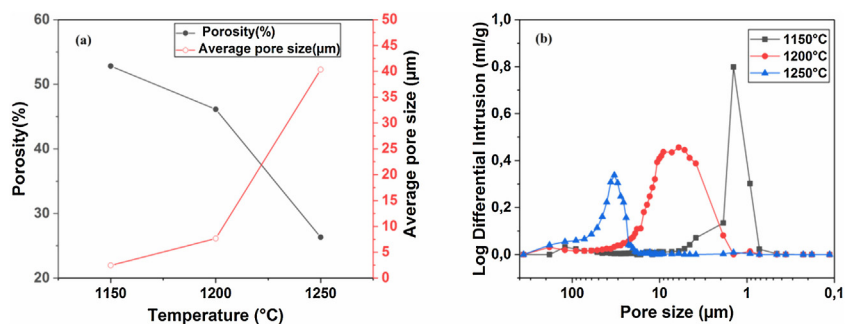 (a)
Porosity(%)
Average pore size(µm)
60
50
40
30
20
Porosity(%)
1150
1200
1250
Temperature (°C)
50
45
40
35
30
25
20
15
10
5
0
Average pore size (µm)
(b)
1150°C
1200°C
1250°C
1,0
0,8
0,6
0,4
0,2
0,0
Log Differential Intrusion (ml/g)
100
10
1
0,1
Pore size (µm)